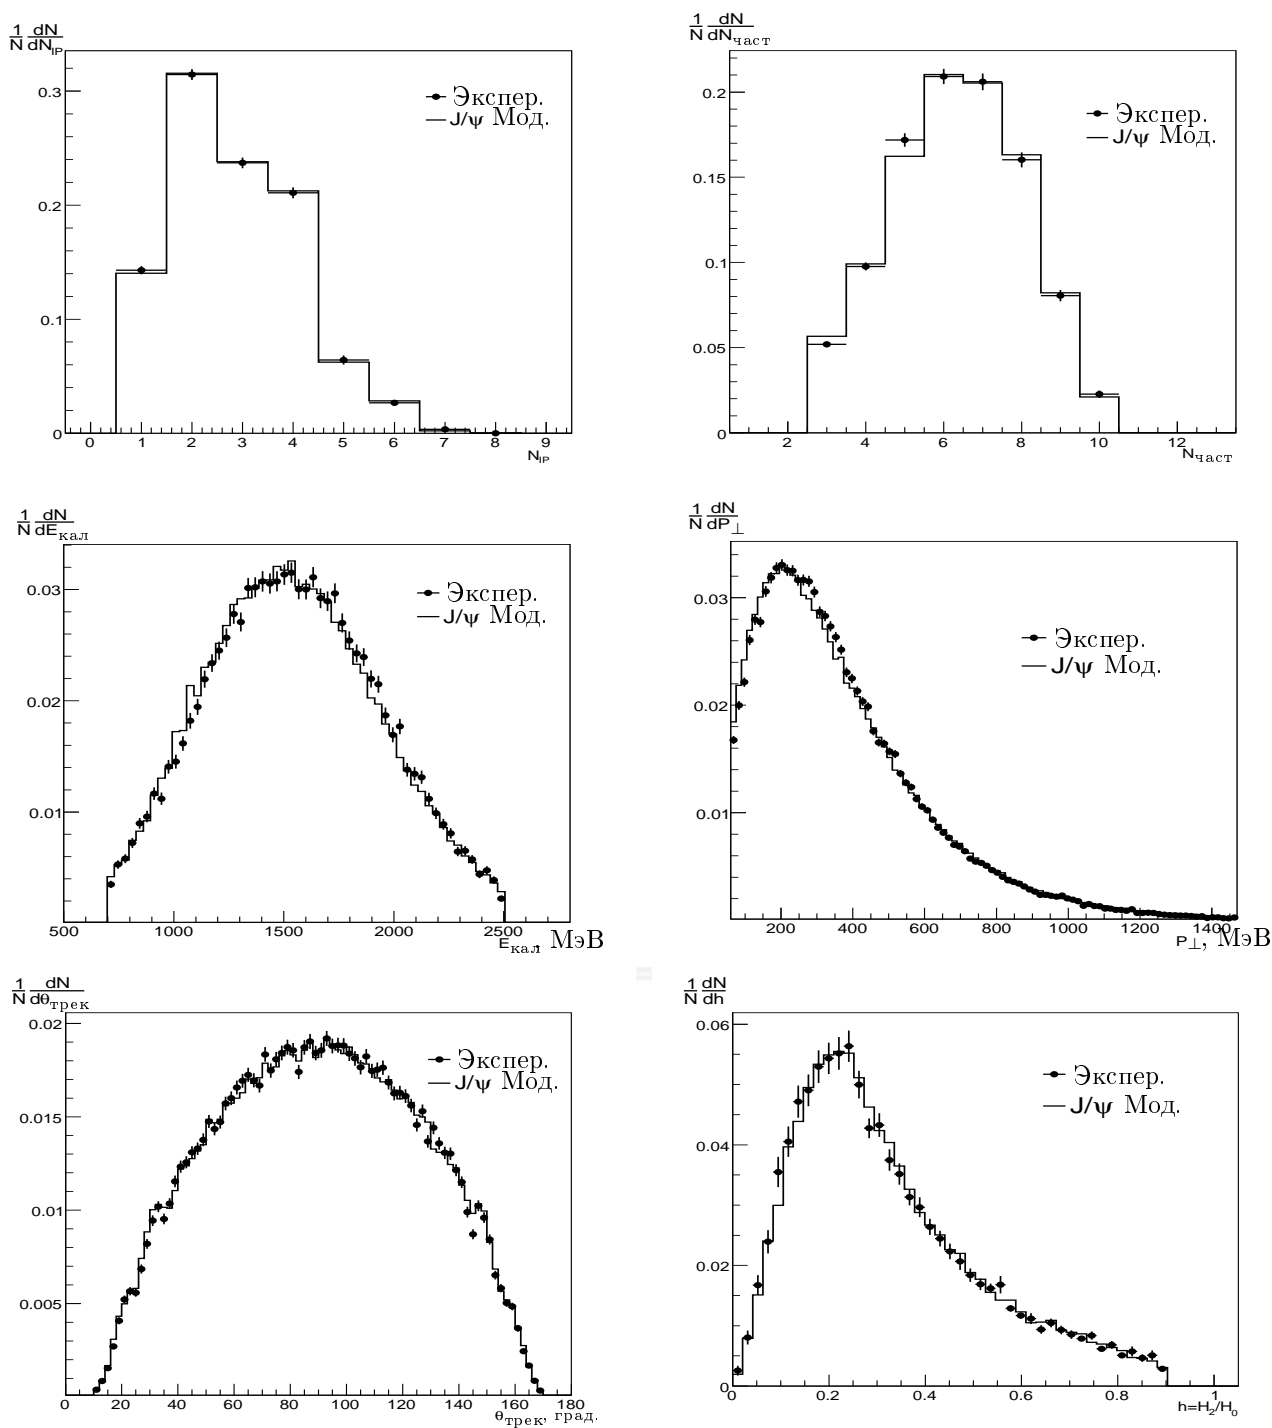 1 dN
N dN_IP
0.3
0.2
0.1
0
Экспер.
J/ψ Мод.
0 1 2 3 4 5 6 7 8 9
N_IP
1 dN
N dN_част
0.2
0.15
0.1
0.05
0
Экспер.
J/ψ Мод.
2 4 6 8 10 12
N_част
1 dN
N dE_кал
0.03
0.02
0.01
Экспер.
J/ψ Мод.
500 1000 1500 2000 2500
E_кал, МэВ
1 dN
N dP_⊥
0.03
0.02
0.01
Экспер.
J/ψ Мод.
200 400 600 800 1000 1200 1400
P_⊥, МэВ
1 dN
N dθ_трек
0.02
0.015
0.01
0.005
Экспер.
J/ψ Мод.
0 20 40 60 80 100 120 140 160 180
θ_трек, град.
1 dN
N dh
0.06
0.04
0.02
0
Экспер.
J/ψ Мод.
0 0.2 0.4 0.6 0.8 1
h=H_2/H_0